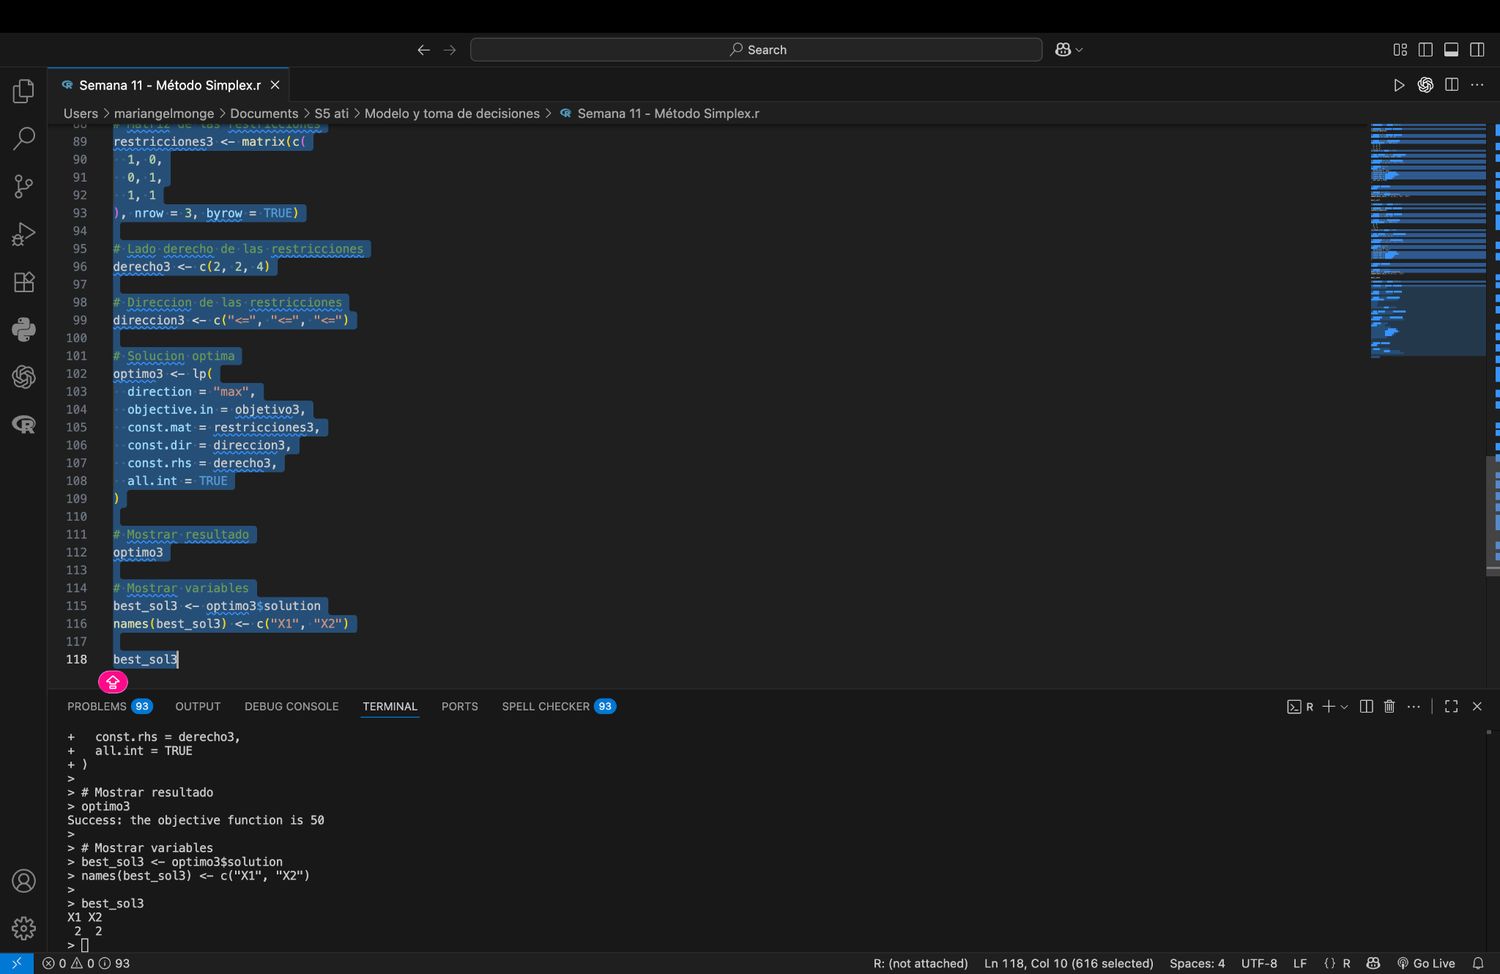 Search
Semana 11 - Método Simplex.r
Users > mariangelmonge > Documents > S5 ati > Modelo y toma de decisiones > Semana 11 - Método Simplex.r
88 # Matriz de las restricciones
89 restricciones3 <- matrix(c(
90   1, 0,
91   0, 1,
92   1, 1
93 ), nrow = 3, byrow = TRUE)
94
95 # Lado derecho de las restricciones
96 derecho3 <- c(2, 2, 4)
97
98 # Direccion de las restricciones
99 direccion3 <- c("<=", "<=", "<=")
100
101 # Solucion optima
102 optimo3 <- lp(
103   direction = "max",
104   objective.in = objetivo3,
105   const.mat = restricciones3,
106   const.dir = direccion3,
107   const.rhs = derecho3,
108   all.int = TRUE
109 )
110
111 # Mostrar resultado
112 optimo3
113
114 # Mostrar variables
115 best_sol3 <- optimo3$solution
116 names(best_sol3) <- c("X1", "X2")
117
118 best_sol3
PROBLEMS 93 OUTPUT DEBUG CONSOLE TERMINAL PORTS SPELL CHECKER 93 R
+   const.rhs = derecho3,
+   all.int = TRUE
+ )
>
> # Mostrar resultado
> optimo3
Success: the objective function is 50
>
> # Mostrar variables
> best_sol3 <- optimo3$solution
> names(best_sol3) <- c("X1", "X2")
>
> best_sol3
X1 X2
 2  2
>
0 0 93 R: (not attached) Ln 118, Col 10 (616 selected) Spaces: 4 UTF-8 LF {} R Go Live